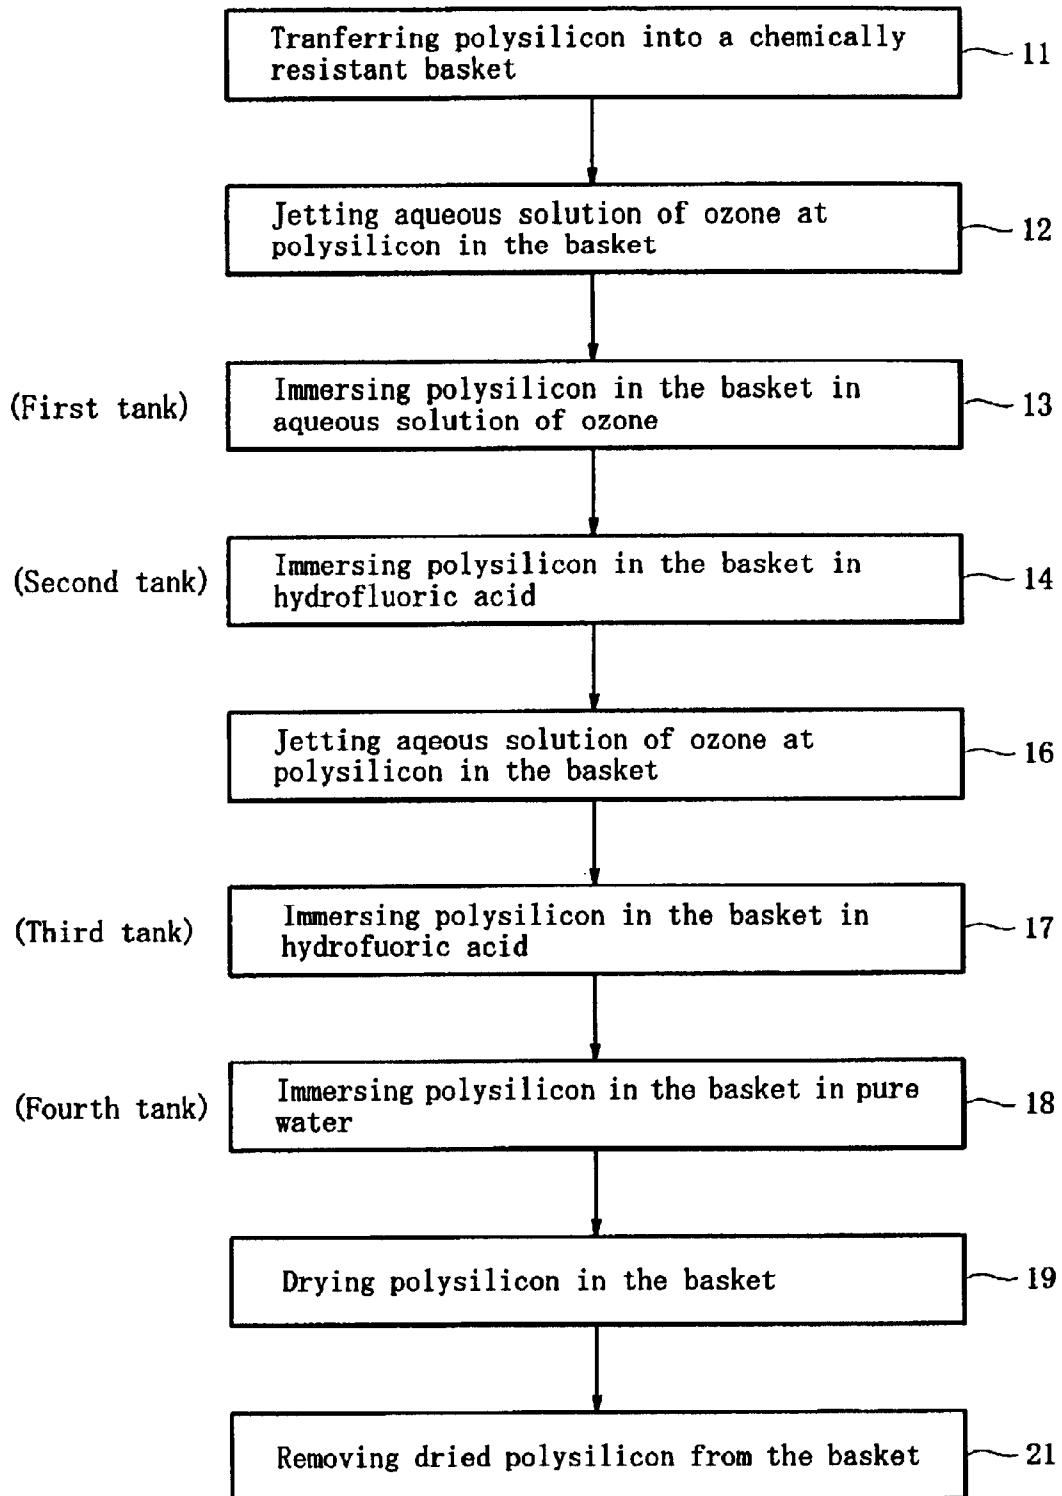 Tranferring polysilicon into a chemically
resistant basket
11
Jetting aqueous solution of ozone at
polysilicon in the basket
12
(First tank)
Immersing polysilicon in the basket in
aqueous solution of ozone
13
(Second tank)
Immersing polysilicon in the basket in
hydrofluoric acid
14
Jetting aqeous solution of ozone at
polysilicon in the basket
16
(Third tank)
Immersing polysilicon in the basket in
hydrofuoric acid
17
(Fourth tank)
Immersing polysilicon in the basket in pure
water
18
Drying polysilicon in the basket
19
Removing dried polysilicon from the basket
21